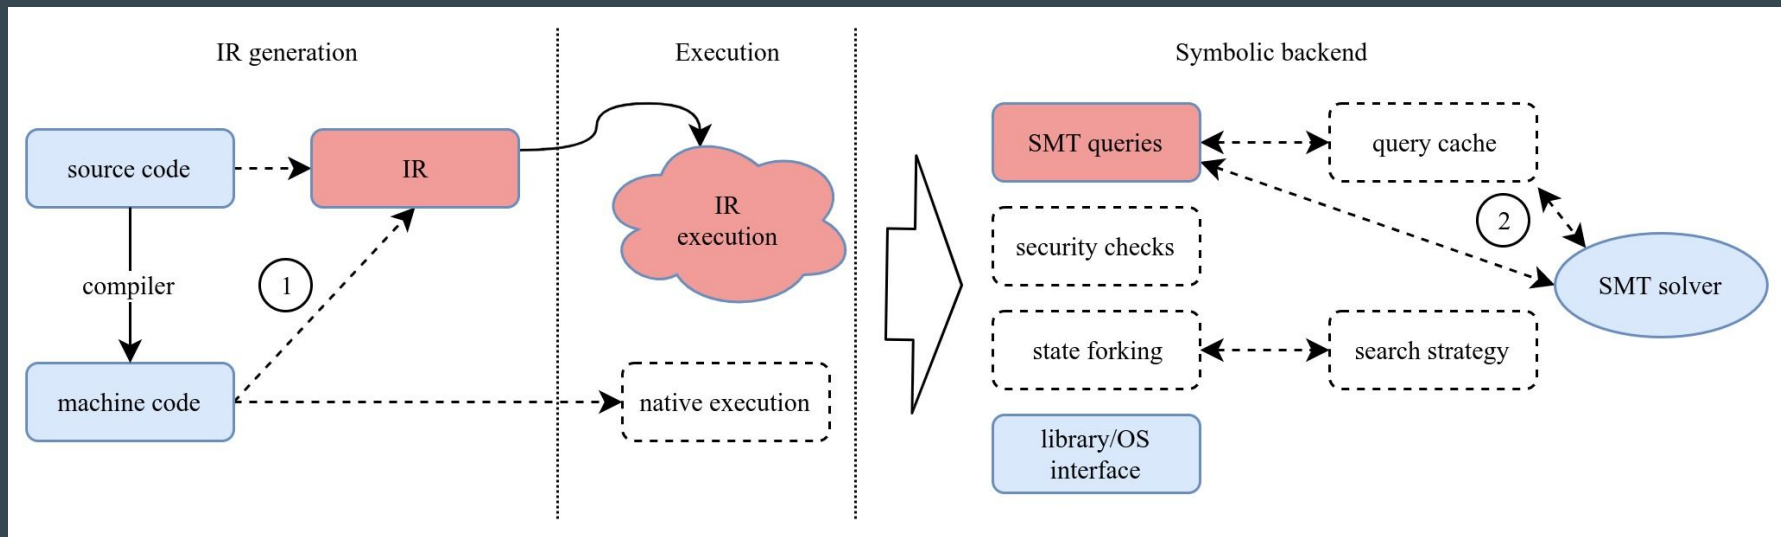 IR generation
Execution
Symbolic backend
source code
IR
compiler
1
machine code
IR
execution
native execution
SMT queries
query cache
security checks
2
SMT solver
state forking
search strategy
library/OS
interface